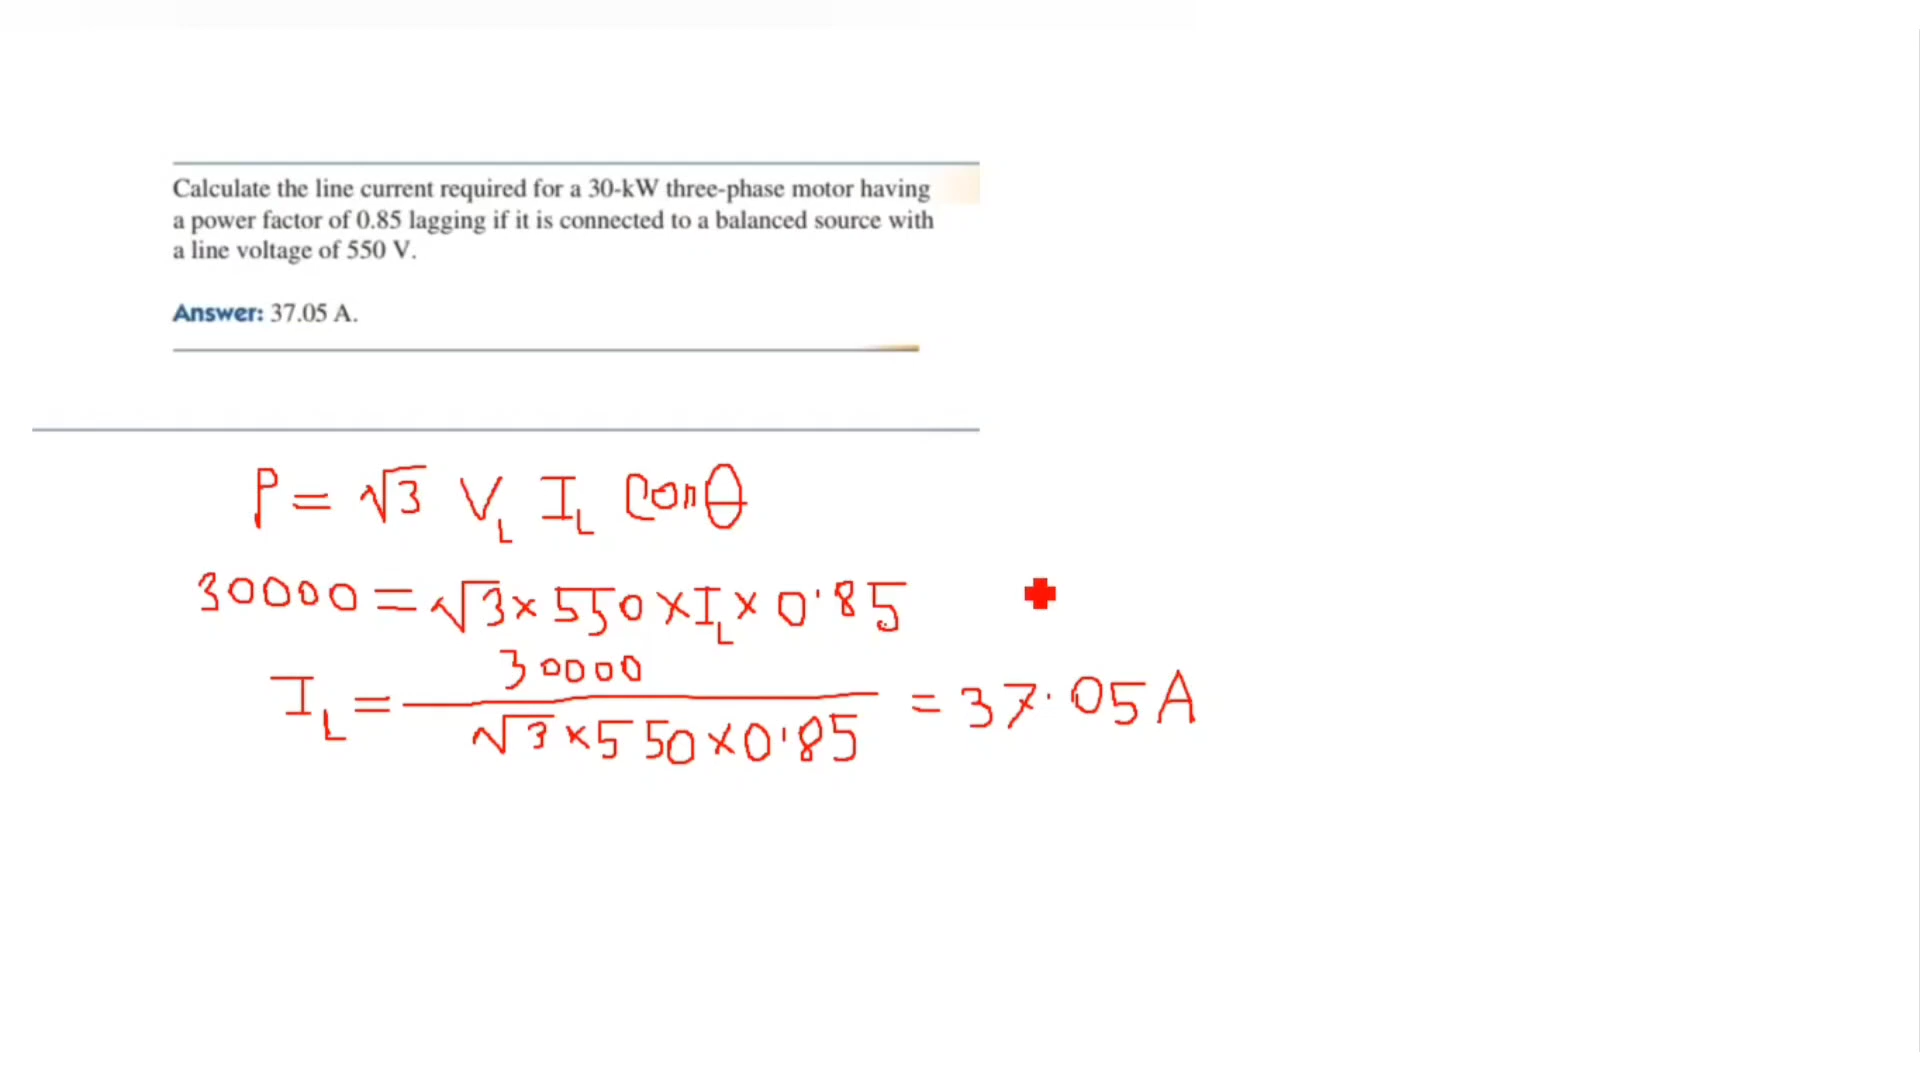 Calculate the line current required for a 30-kW three-phase motor having
a power factor of 0.85 lagging if it is connected to a balanced source with
a line voltage of 550 V.
Answer: 37.05 A.
P = √3 V_L I_L Cosθ
30000 = √3 × 550 × I_L × 0.85
I_L = 30000 / √3 × 550 × 0.85 = 37.05 A